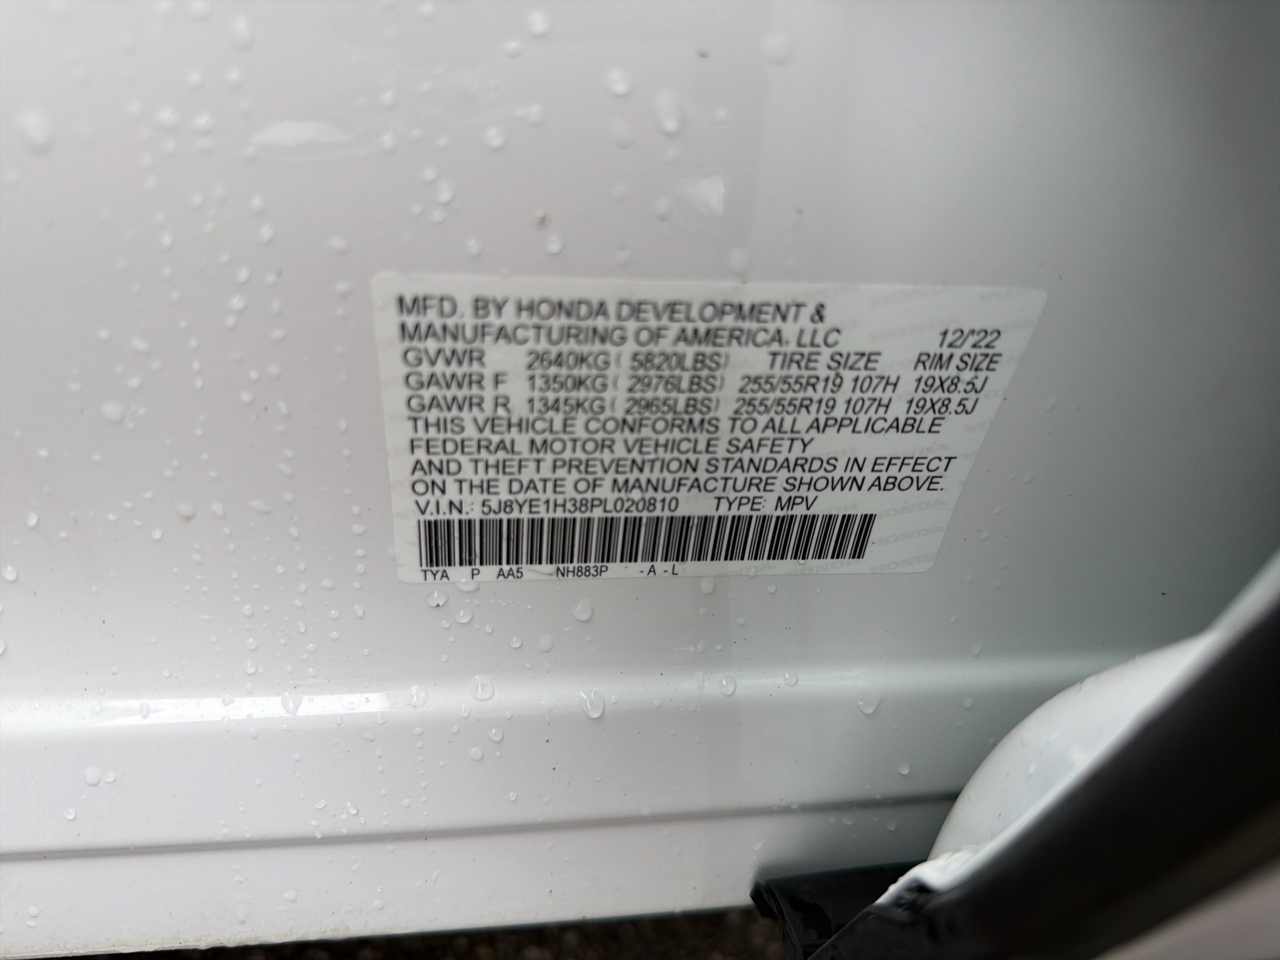 MFD. BY HONDA DEVELOPMENT &
MANUFACTURING OF AMERICA, LLC 12/'22
GVWR 2640KG ( 5820LBS) TIRE SIZE RIM SIZE
GAWR F 1350KG ( 2976LBS) 255/55R19 107H 19X8.5J
GAWR R 1345KG ( 2965LBS) 255/55R19 107H 19X8.5J
THIS VEHICLE CONFORMS TO ALL APPLICABLE
FEDERAL MOTOR VEHICLE SAFETY
AND THEFT PREVENTION STANDARDS IN EFFECT
ON THE DATE OF MANUFACTURE SHOWN ABOVE.
V.I.N.: 5J8YE1H38PL020810 TYPE: MPV
TYA P AA5 NH883P -A-L